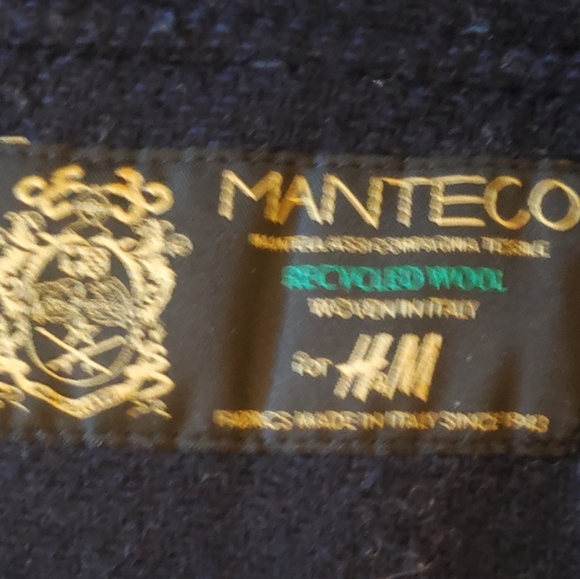 MANTECO
RECYCLED WOOL
WOVEN IN ITALY
for H&M
FABRICS MADE IN ITALY SINCE 1943